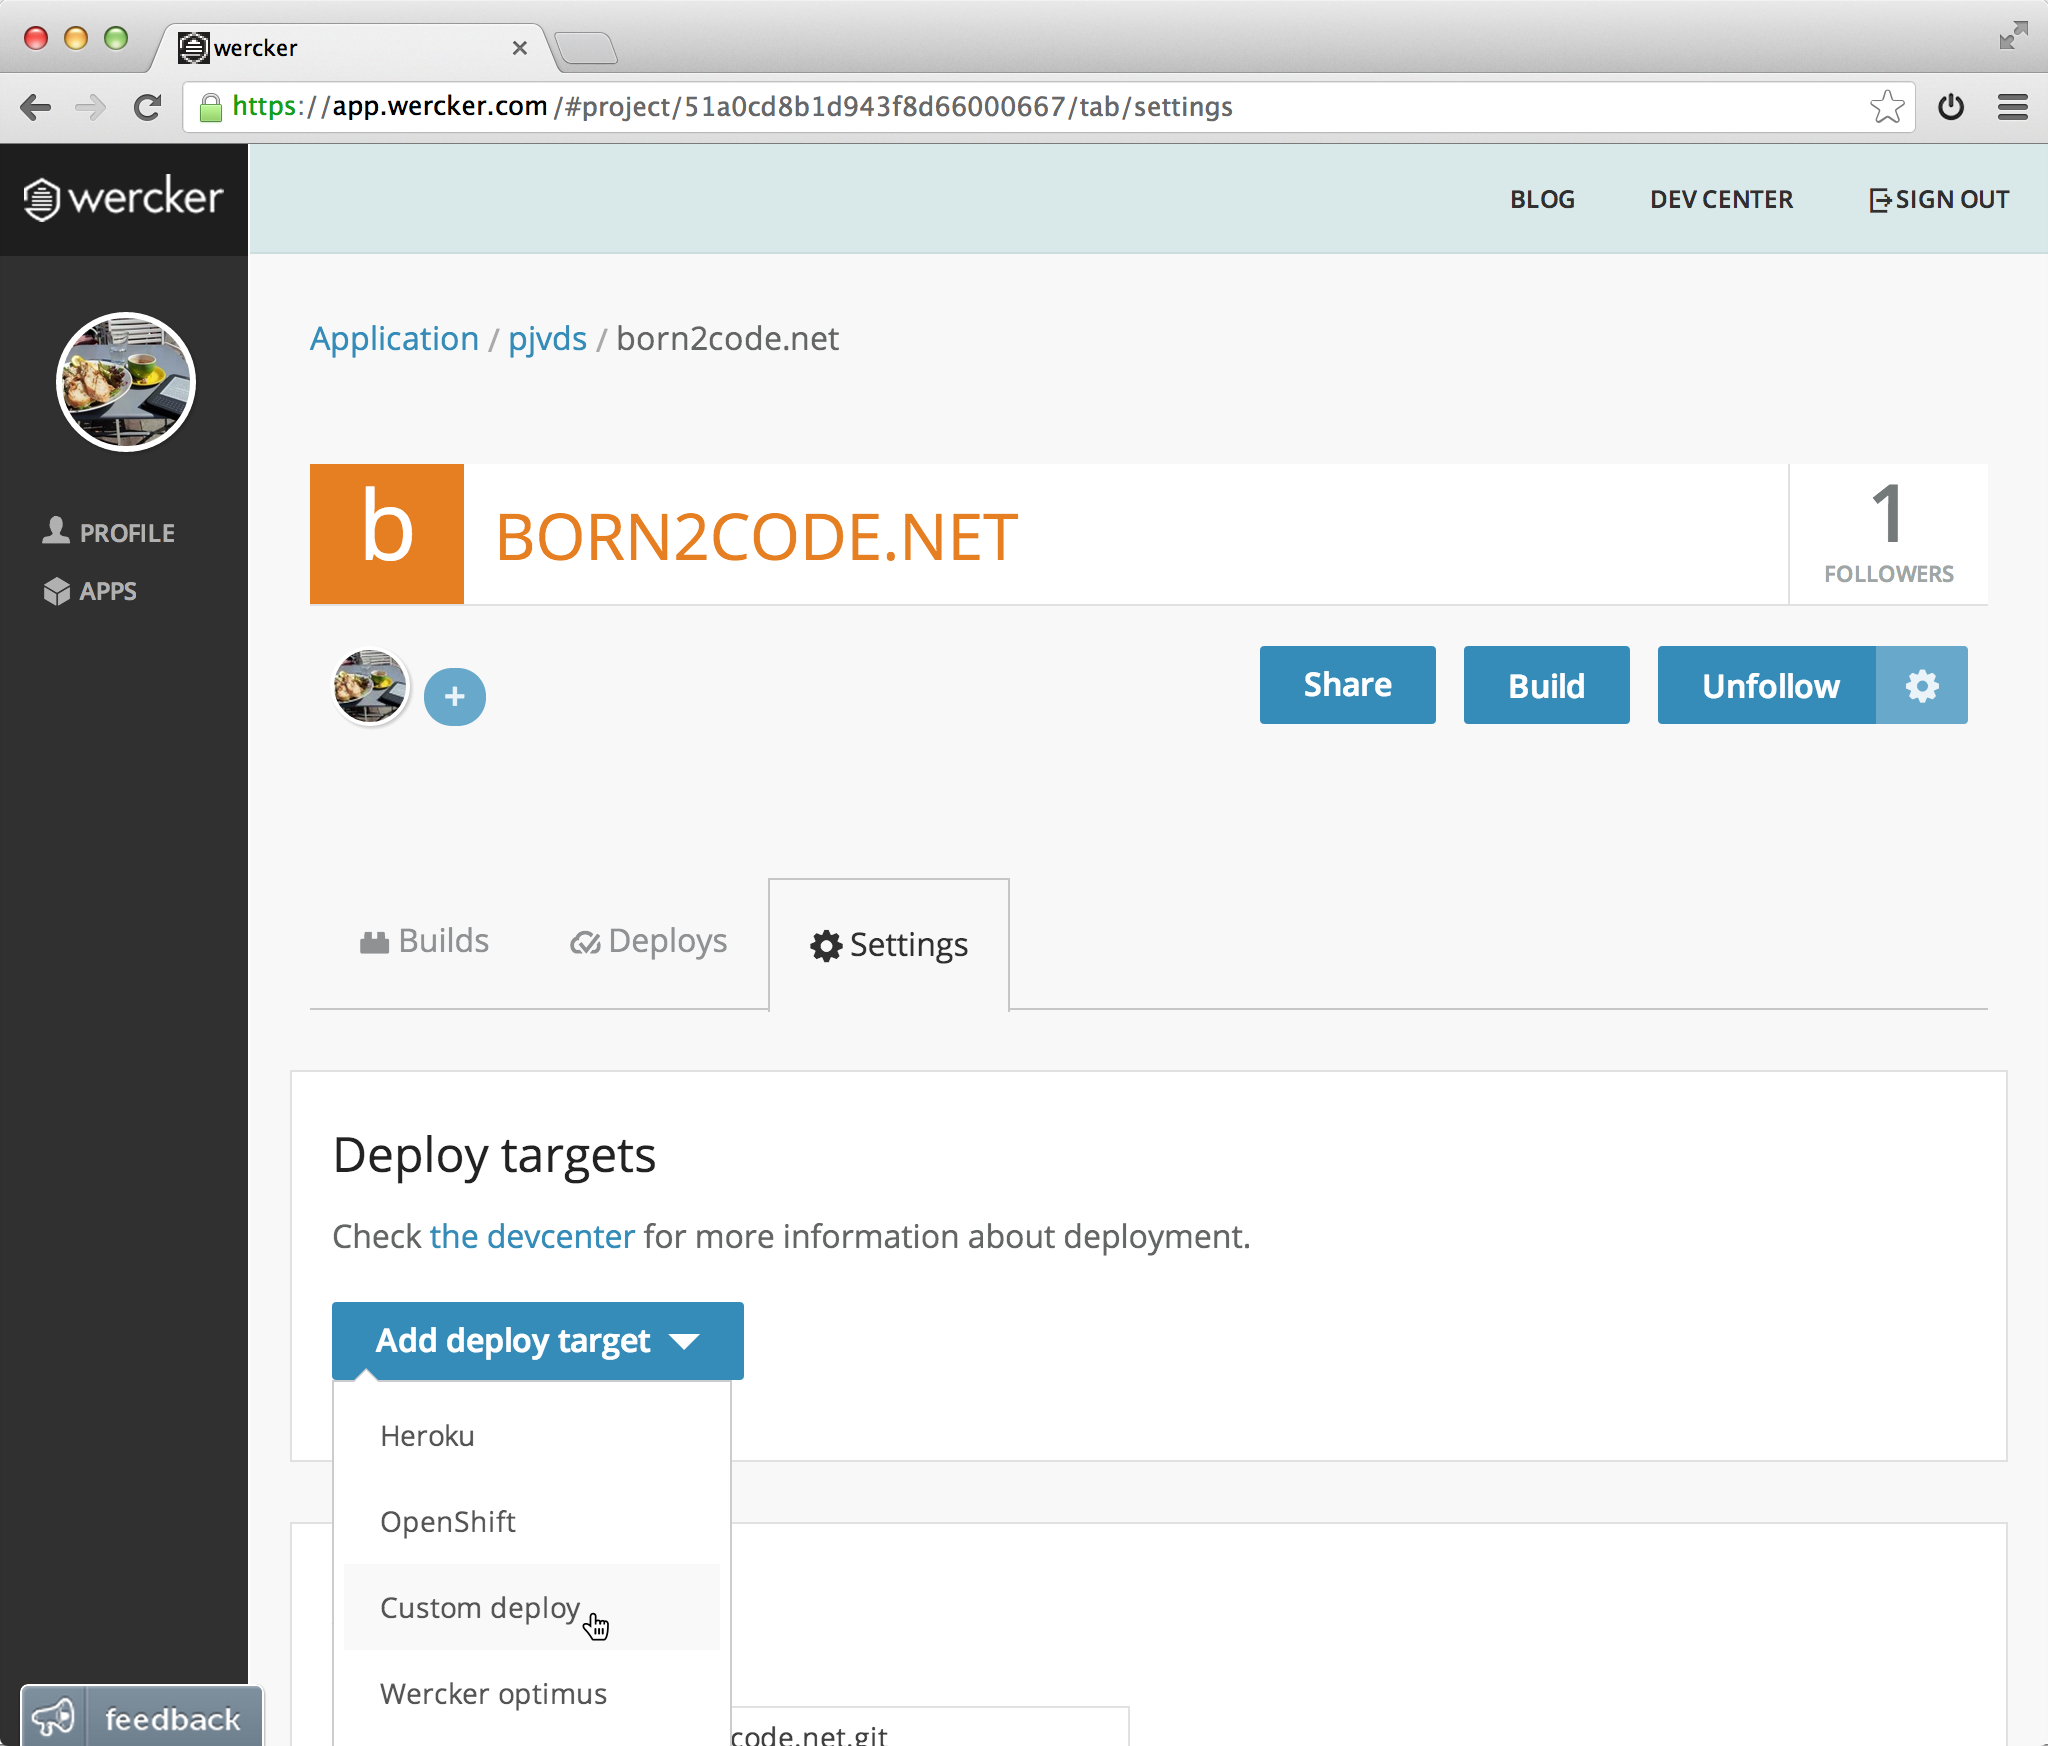 wercker
https://app.wercker.com/#project/51a0cd8b1d943f8d66000667/tab/settings
wercker
BLOG
DEV CENTER
SIGN OUT
PROFILE
APPS
Application / pjvds / born2code.net
b
BORN2CODE.NET
1
FOLLOWERS
+
Share
Build
Unfollow
Builds
Deploys
Settings
Deploy targets
Check the devcenter for more information about deployment.
Add deploy target
Heroku
OpenShift
Custom deploy
Wercker optimus
code.net.git
feedback